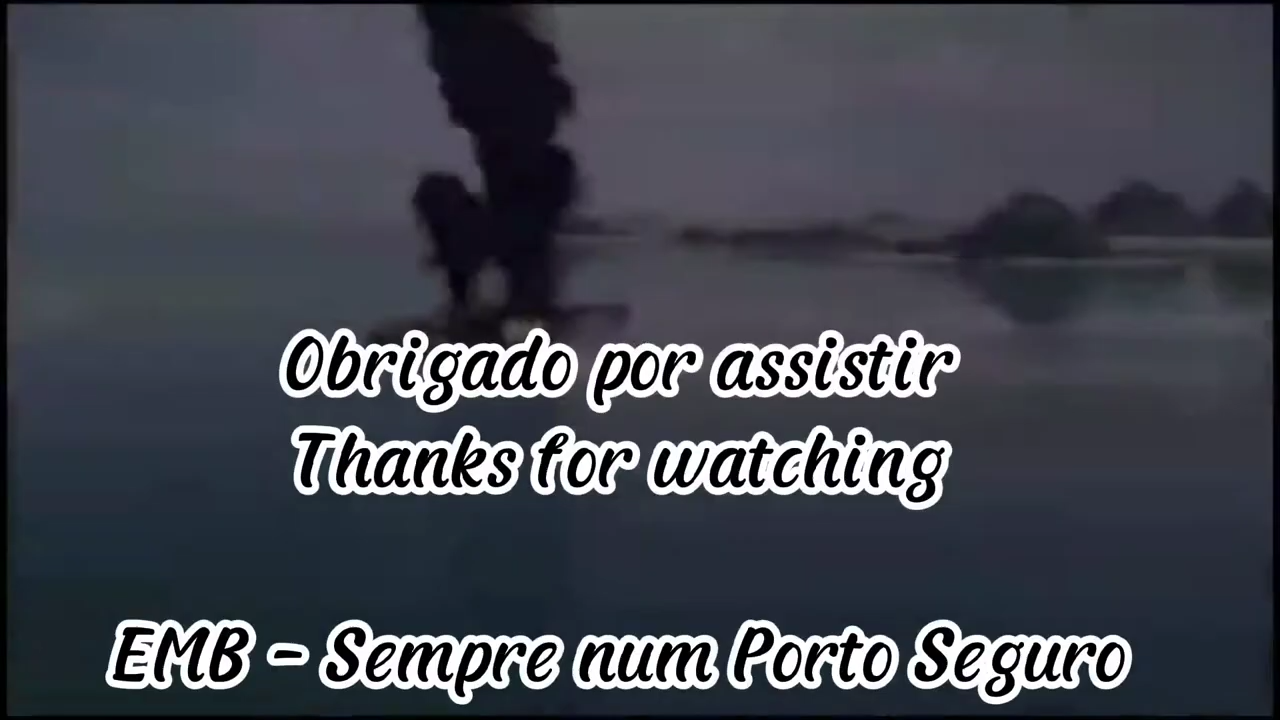 Obrigado por assistir
Thanks for watching
EMB - Sempre num Porto Seguro